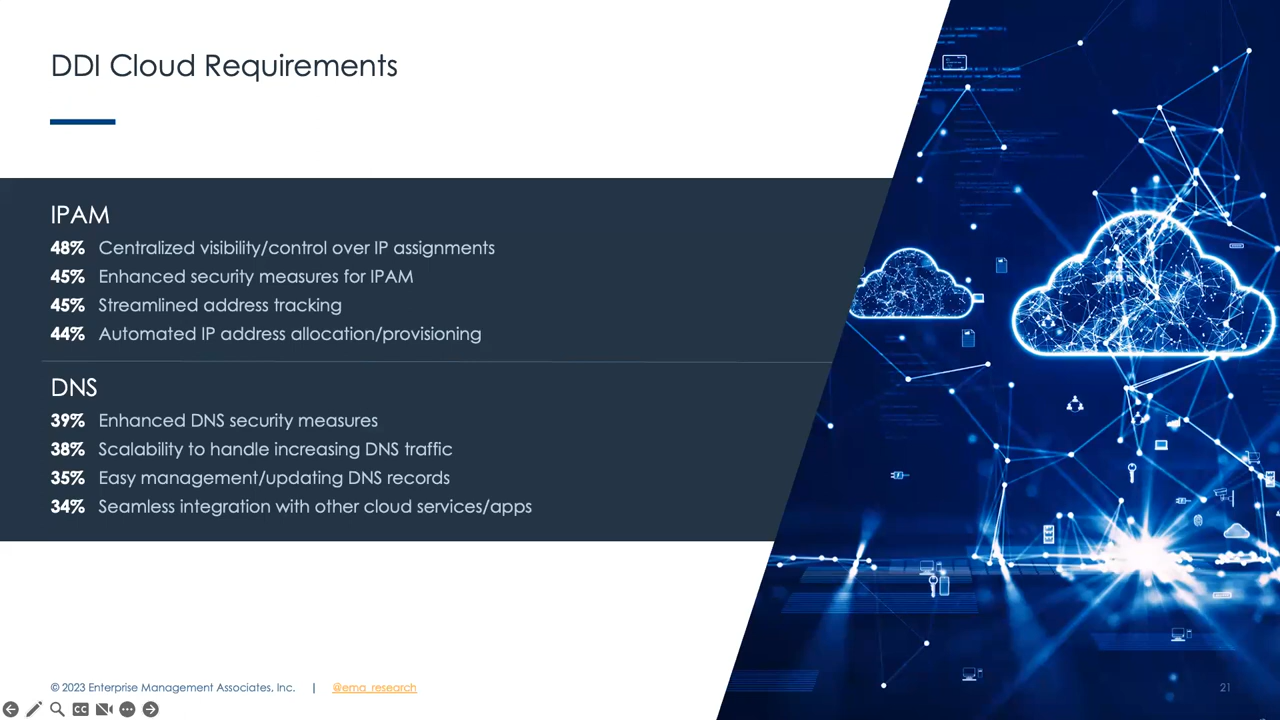 DDI Cloud Requirements
IPAM
48% Centralized visibility/control over IP assignments
45% Enhanced security measures for IPAM
45% Streamlined address tracking
44% Automated IP address allocation/provisioning
DNS
39% Enhanced DNS security measures
38% Scalability to handle increasing DNS traffic
35% Easy management/updating DNS records
34% Seamless integration with other cloud services/apps
© 2023 Enterprise Management Associates, Inc. | @ema_research
21
CC